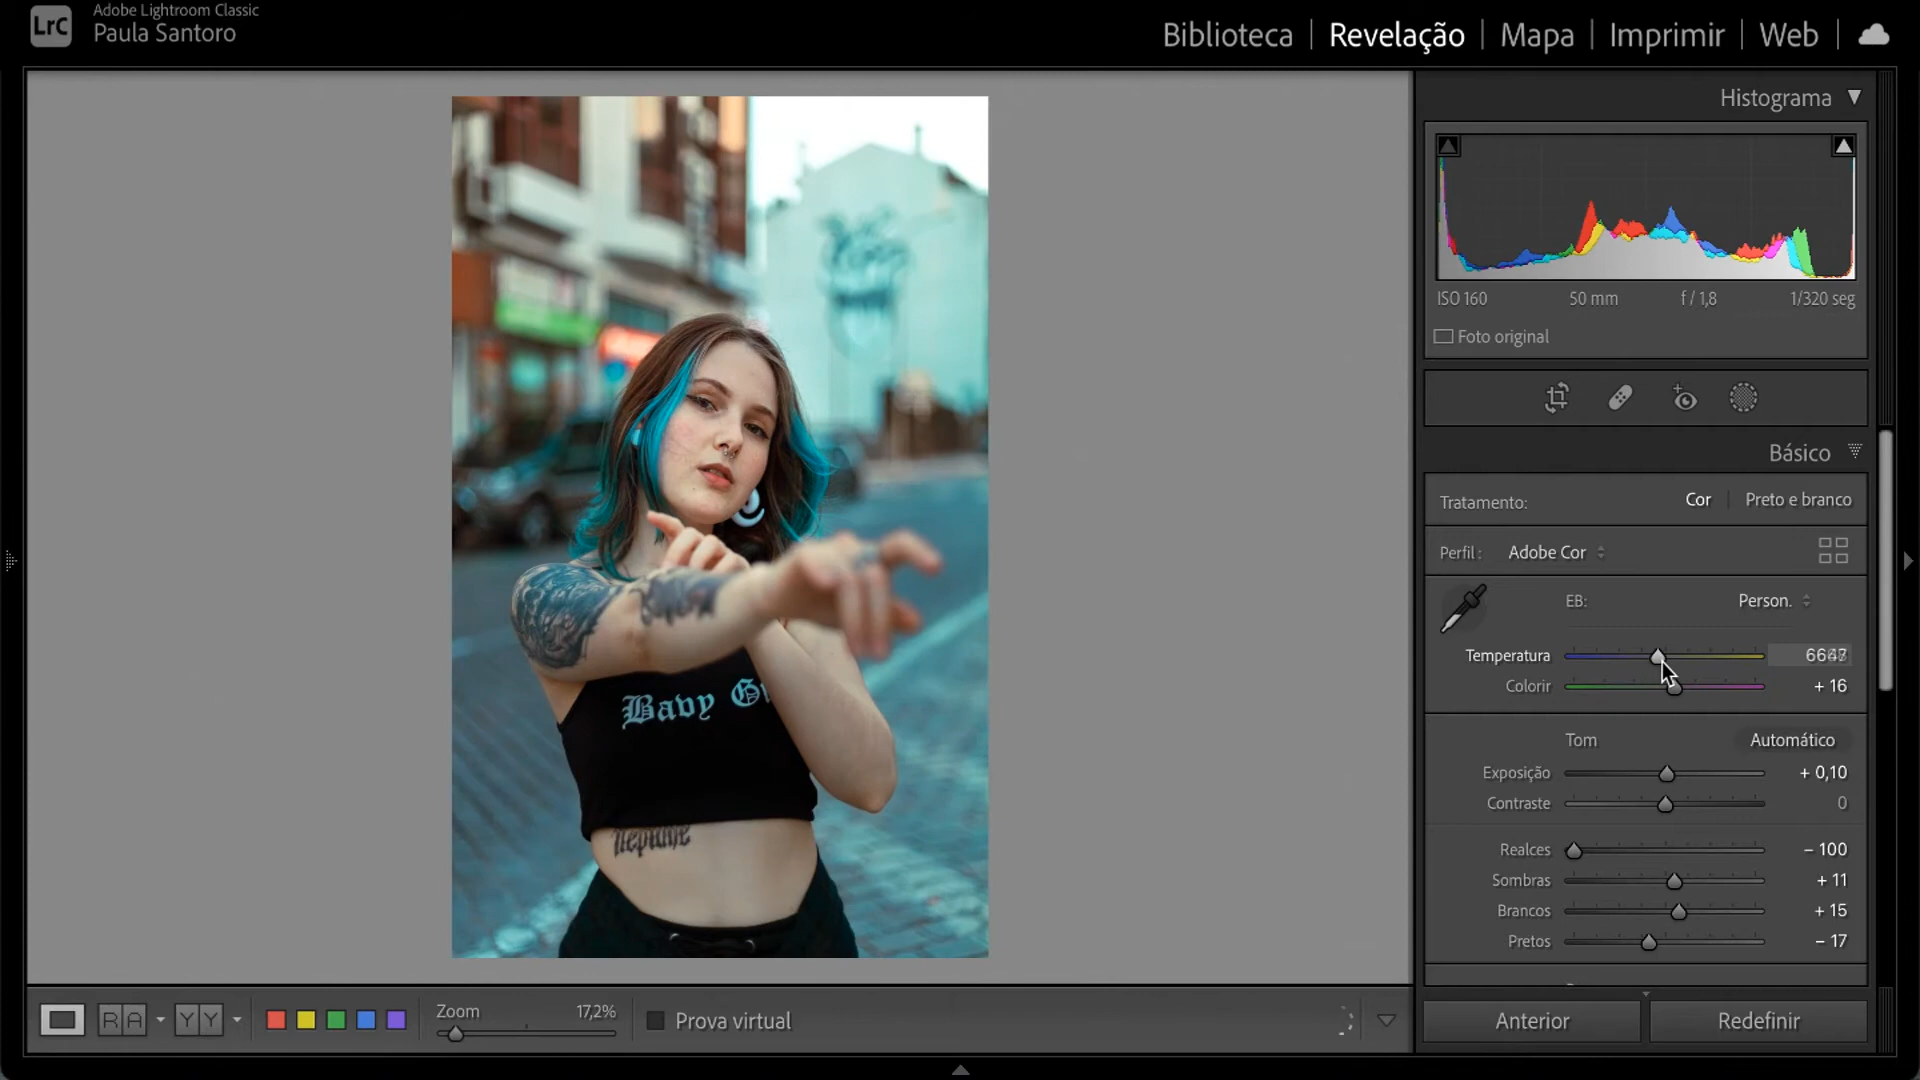 LrC
Adobe Lightroom Classic
Paula Santoro
Biblioteca | Revelação | Mapa | Imprimir | Web
Histograma
ISO 160 50 mm f / 1,8 1/320 seg
Foto original
Básico
Tratamento: Cor Preto e branco
Perfil : Adobe Cor
EB: Person.
Temperatura
Colorir + 16
Tom Automático
Exposição + 0,10
Contraste 0
Realces – 100
Sombras + 11
Brancos + 15
Pretos – 17
Anterior Redefinir
Baby
Neptune
R A Y Y Zoom 17,2% Prova virtual